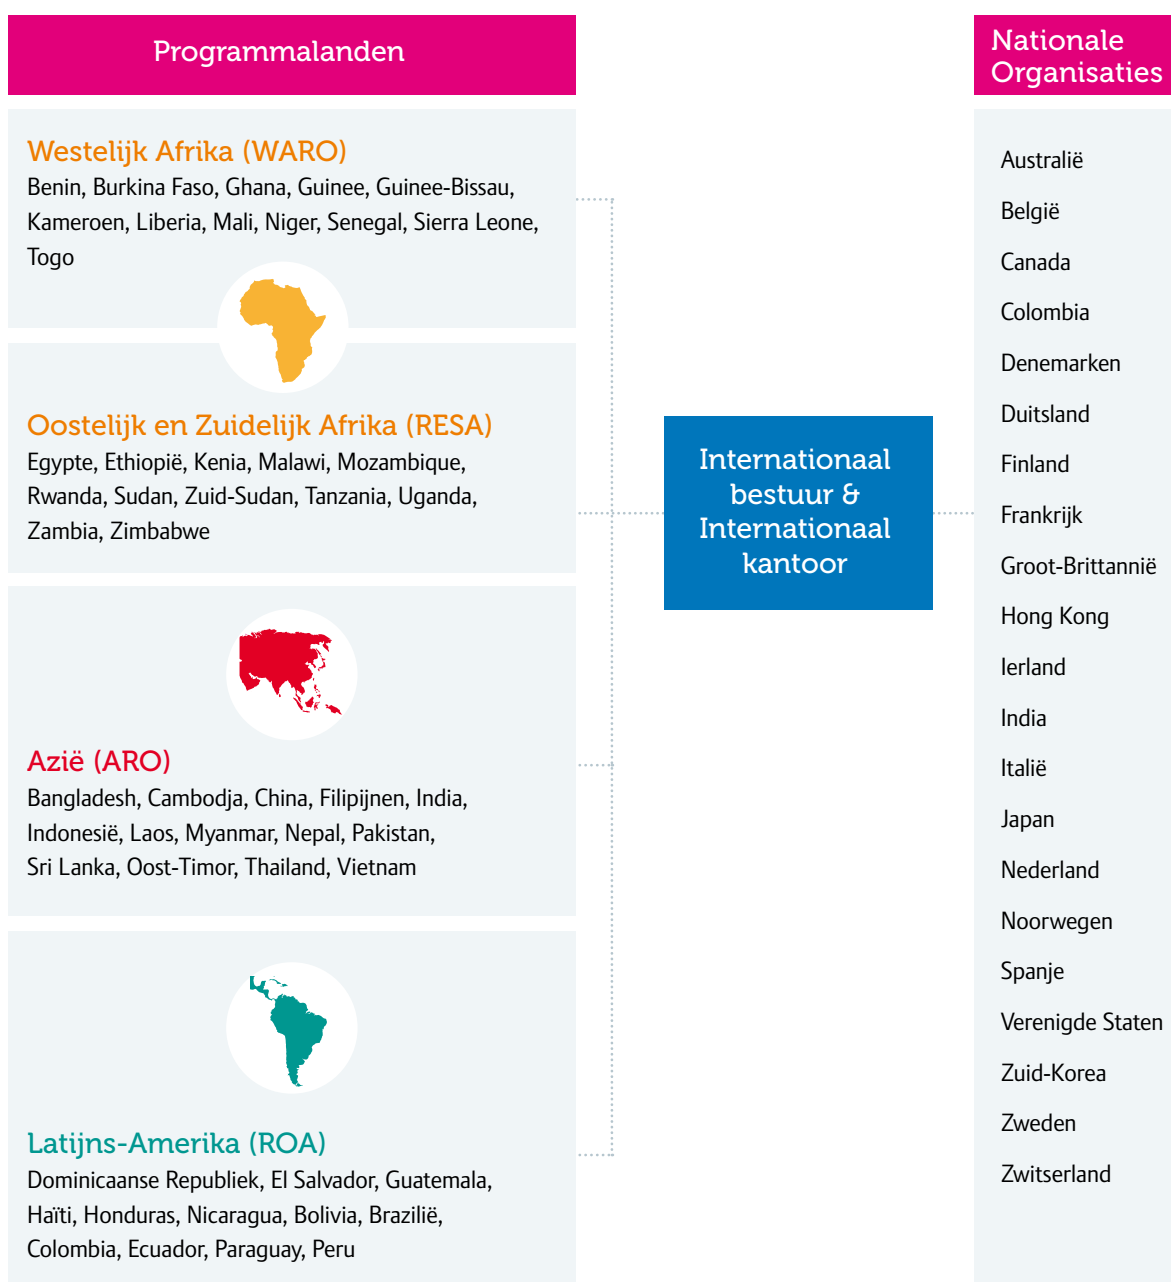 Programmalanden
Westelijk Afrika (WARO)
Benin, Burkina Faso, Ghana, Guinee, Guinee-Bissau,
Kameroen, Liberia, Mali, Niger, Senegal, Sierra Leone,
Togo
Oostelijk en Zuidelijk Afrika (RESA)
Egypte, Ethiopië, Kenia, Malawi, Mozambique,
Rwanda, Sudan, Zuid-Sudan, Tanzania, Uganda,
Zambia, Zimbabwe
Azië (ARO)
Bangladesh, Cambodja, China, Filipijnen, India,
Indonesië, Laos, Myanmar, Nepal, Pakistan,
Sri Lanka, Oost-Timor, Thailand, Vietnam
Latijns-Amerika (ROA)
Dominicaanse Republiek, El Salvador, Guatemala,
Haïti, Honduras, Nicaragua, Bolivia, Brazilië,
Colombia, Ecuador, Paraguay, Peru
Internationaal
bestuur &
Internationaal
kantoor
Nationale
Organisaties
Australië
België
Canada
Colombia
Denemarken
Duitsland
Finland
Frankrijk
Groot-Brittannië
Hong Kong
Ierland
India
Italië
Japan
Nederland
Noorwegen
Spanje
Verenigde Staten
Zuid-Korea
Zweden
Zwitserland